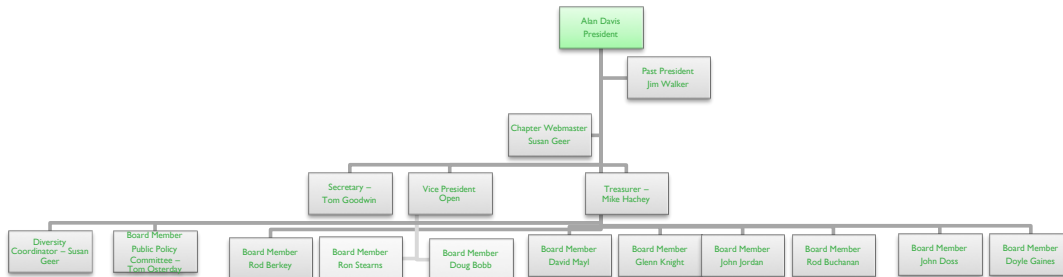 Alan Davis
President
Past President
Jim Walker
Chapter Webmaster
Susan Geer
Secretary –
Tom Goodwin
Vice President
Open
Treasurer –
Mike Hachey
Diversity
Coordinator – Susan
Geer
Board Member
Public Policy
Committee –
Tom Osterday
Board Member
Rod Berkey
Board Member
Ron Stearns
Board Member
Doug Bobb
Board Member
David Mayl
Board Member
Glenn Knight
Board Member
John Jordan
Board Member
Rod Buchanan
Board Member
John Doss
Board Member
Doyle Gaines